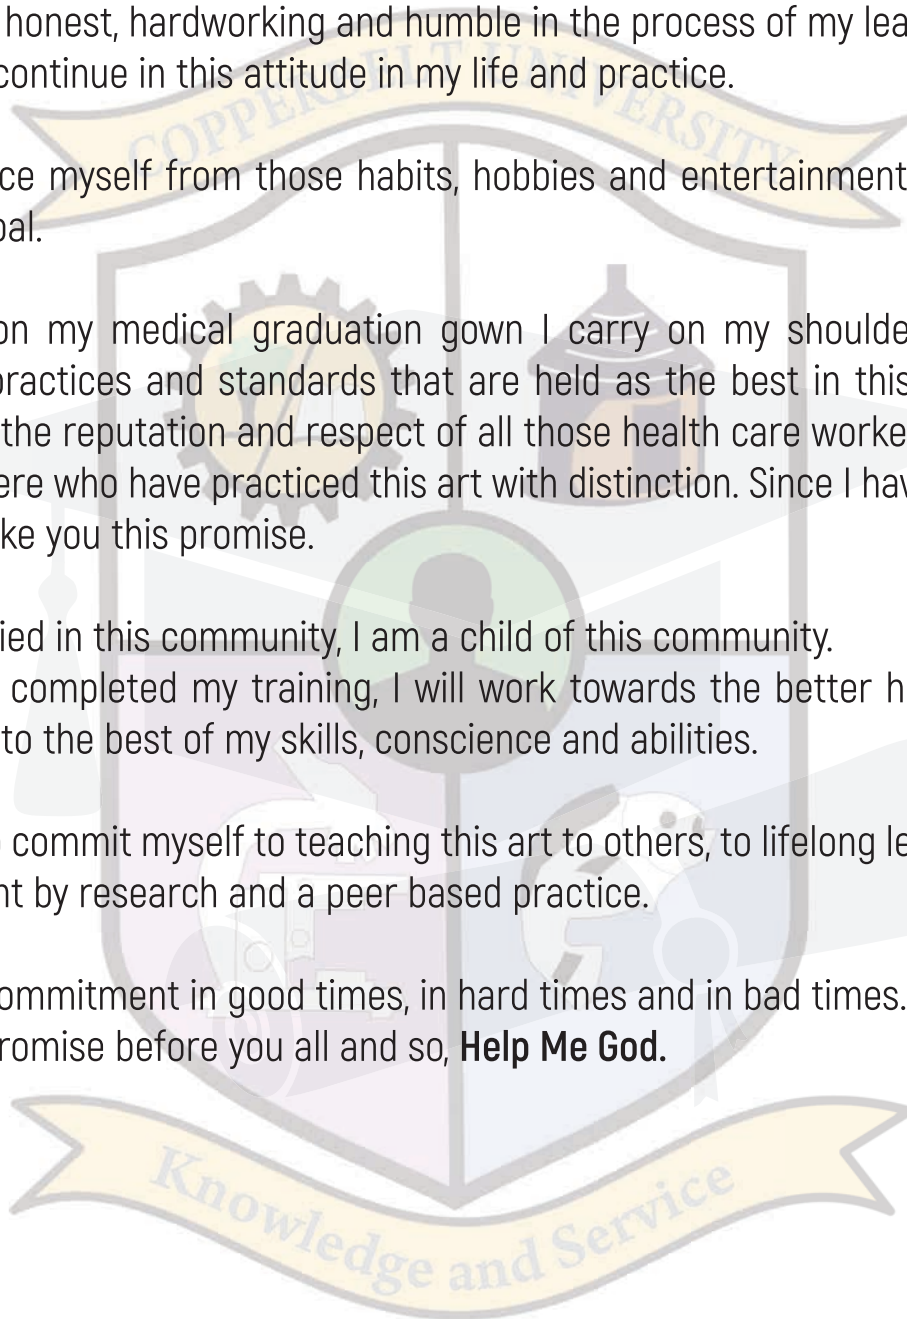 COPPERBELT UNIVERSITY
honest, hardworking and humble in the process of my lea
continue in this attitude in my life and practice.
ce myself from those habits, hobbies and entertainment
oal.
on my medical graduation gown I carry on my shoulde
practices and standards that are held as the best in this
the reputation and respect of all those health care worke
ere who have practiced this art with distinction. Since I hav
ke you this promise.
ied in this community, I am a child of this community.
completed my training, I will work towards the better h
to the best of my skills, conscience and abilities.
commit myself to teaching this art to others, to lifelong le
nt by research and a peer based practice.
ommitment in good times, in hard times and in bad times.
romise before you all and so, Help Me God.
Knowledge and Service